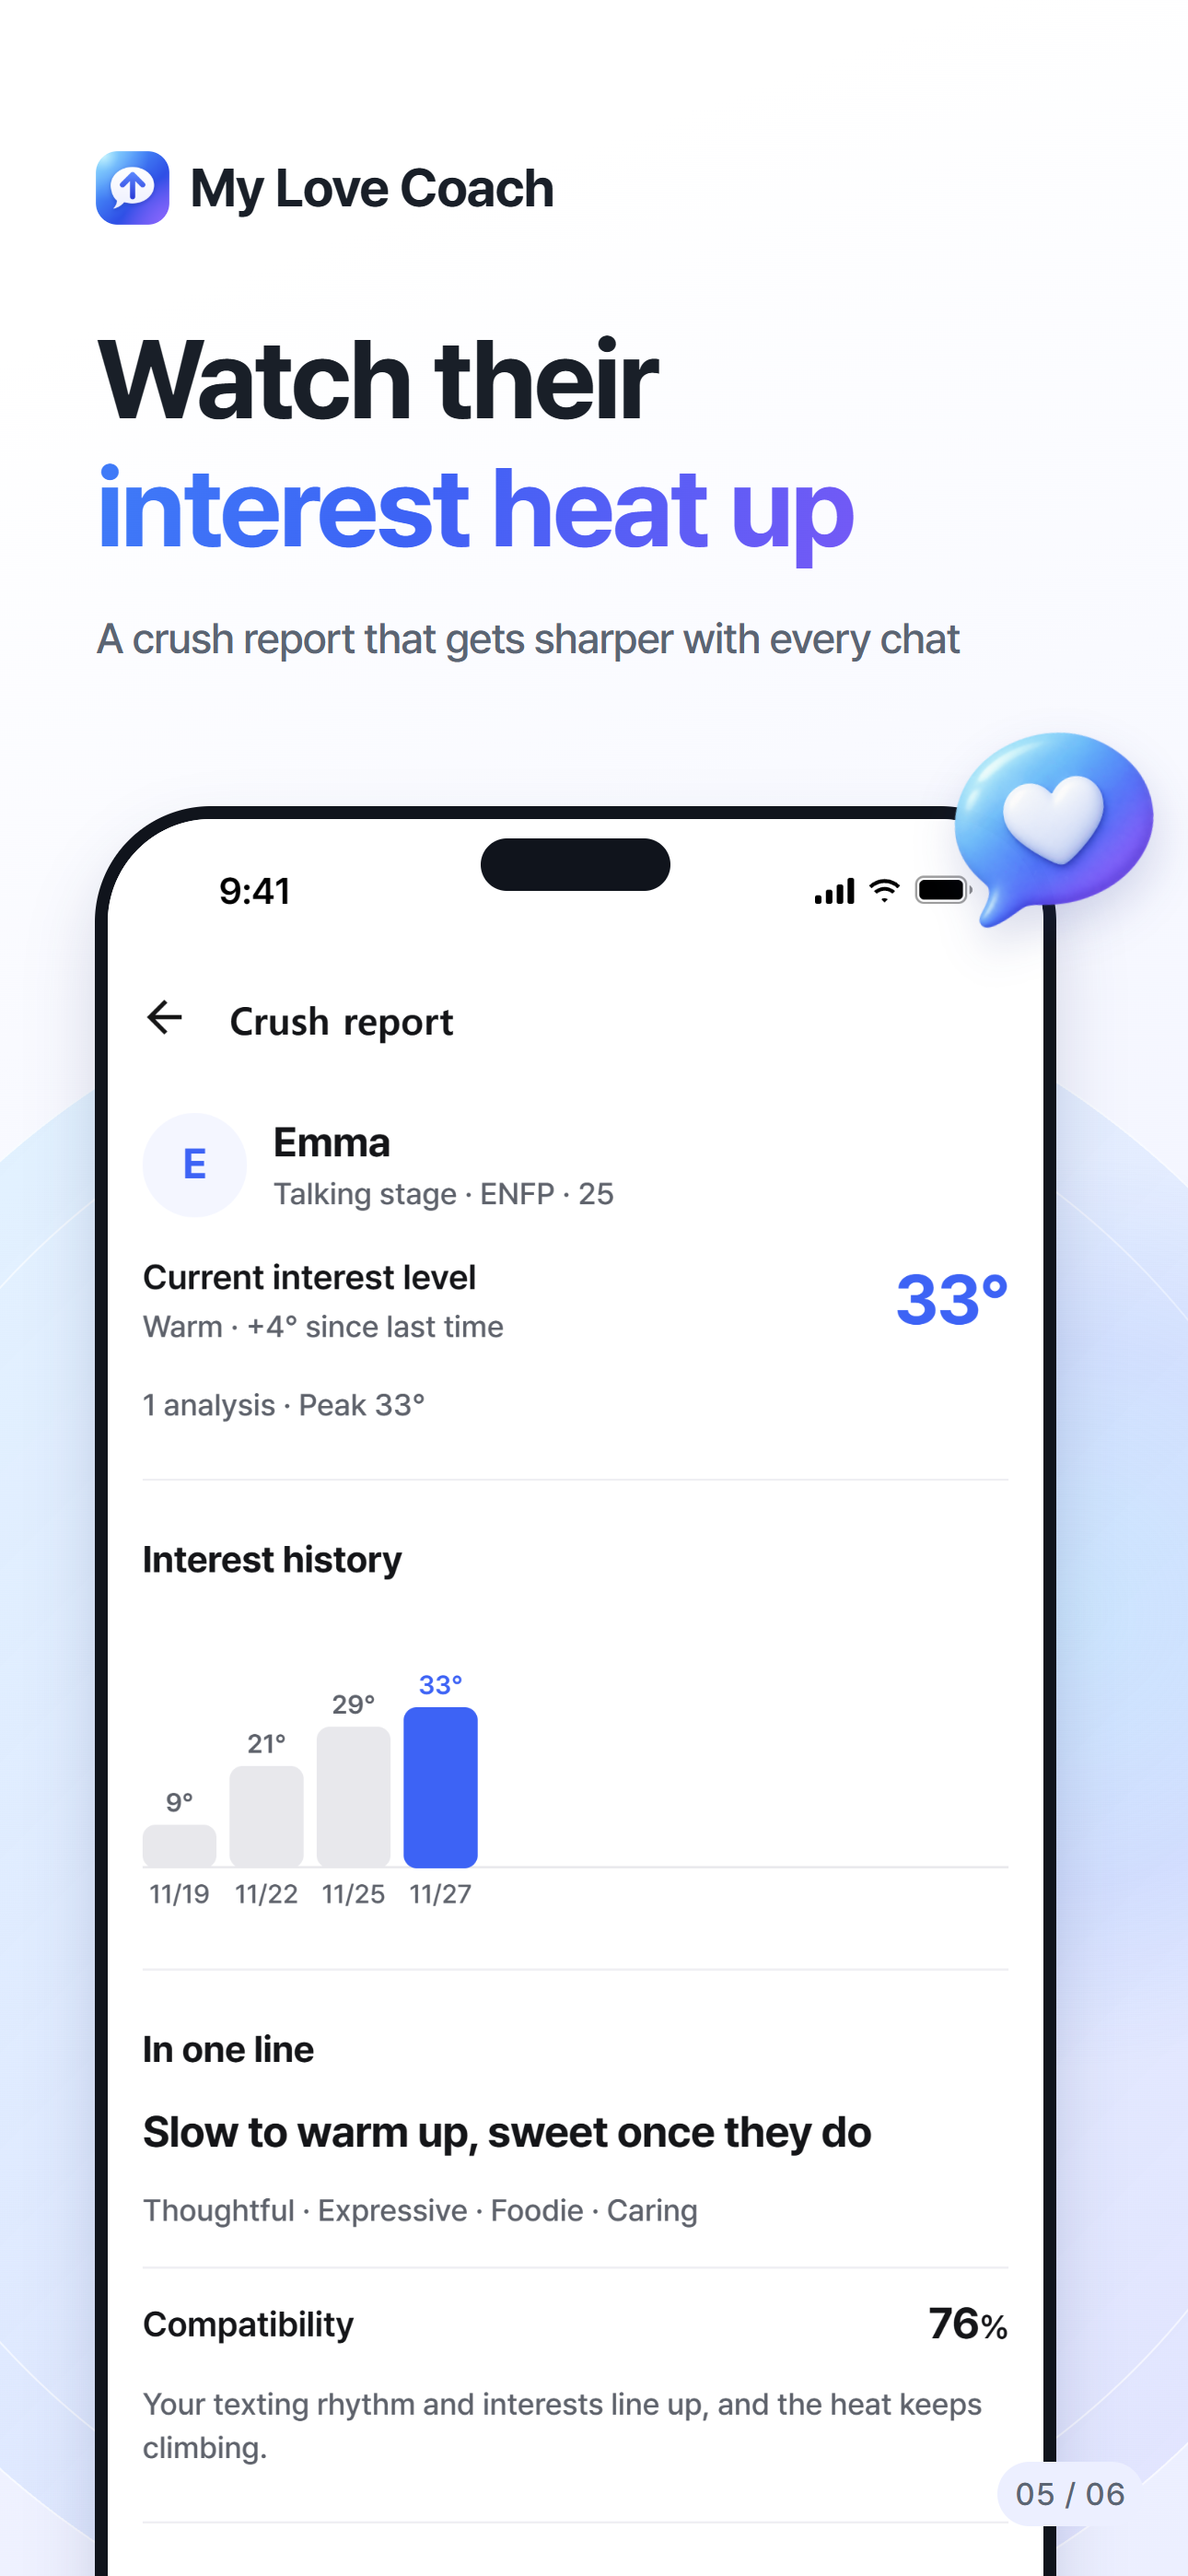 My Love Coach
Watch their
interest heat up
A crush report that gets sharper with every chat
9:41
Crush report
E
Emma
Talking stage · ENFP · 25
Current interest level
33°
Warm · +4° since last time
1 analysis · Peak 33°
Interest history
9°
21°
29°
33°
11/19
11/22
11/25
11/27
In one line
Slow to warm up, sweet once they do
Thoughtful · Expressive · Foodie · Caring
Compatibility
76%
Your texting rhythm and interests line up, and the heat keeps
climbing.
05 / 06